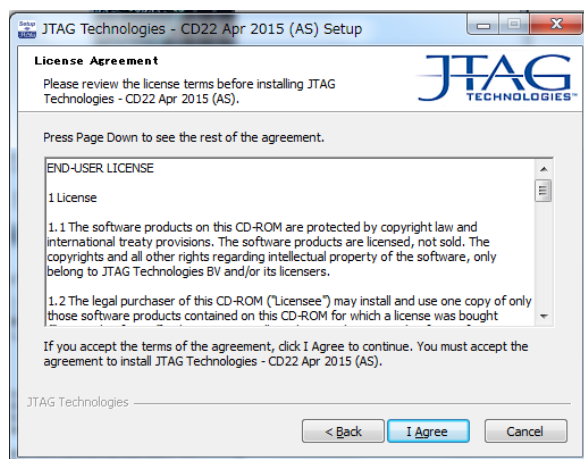 JTAG Technologies - CD22 Apr 2015 (AS) Setup
License Agreement
Please review the license terms before installing JTAG
Technologies - CD22 Apr 2015 (AS).
JTAG
TECHNOLOGIES™
Press Page Down to see the rest of the agreement.
END-USER LICENSE
1 License
1.1 The software products on this CD-ROM are protected by copyright law and
international treaty provisions. The software products are licensed, not sold. The
copyrights and all other rights regarding intellectual property of the software, only
belong to JTAG Technologies BV and/or its licensers.
1.2 The legal purchaser of this CD-ROM ("Licensee") may install and use one copy of only
those software products contained on this CD-ROM for which a license was bought
If you accept the terms of the agreement, click I Agree to continue. You must accept the
agreement to install JTAG Technologies - CD22 Apr 2015 (AS).
JTAG Technologies
< Back
I Agree
Cancel